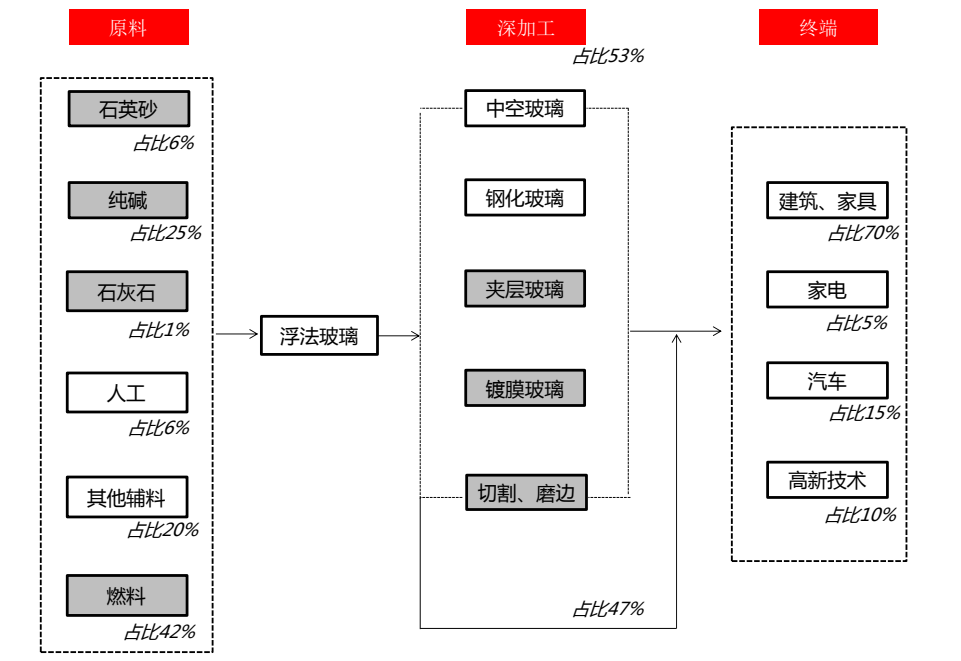 原料
石英砂
占比6%
纯碱
占比25%
石灰石
占比1%
人工
占比6%
其他辅料
占比20%
燃料
占比42%
浮法玻璃
深加工
占比53%
中空玻璃
钢化玻璃
夹层玻璃
镀膜玻璃
切割、磨边
占比47%
终端
建筑、家具
占比70%
家电
占比5%
汽车
占比15%
高新技术
占比10%